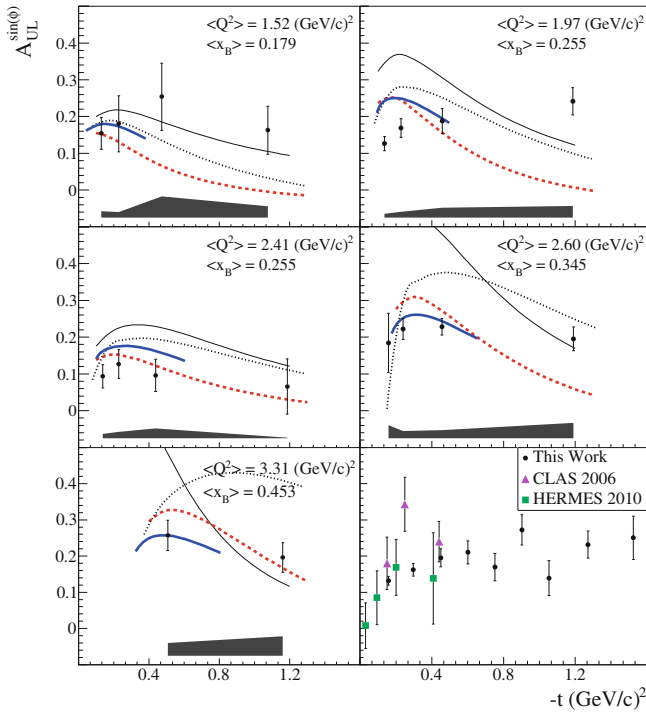 A_UL^sin(ϕ)
<Q²> = 1.52 (GeV/c)²
<x_B> = 0.179
<Q²> = 1.97 (GeV/c)²
<x_B> = 0.255
0.4
0.3
0.2
0.1
0
<Q²> = 2.41 (GeV/c)²
<x_B> = 0.255
<Q²> = 2.60 (GeV/c)²
<x_B> = 0.345
0.4
0.3
0.2
0.1
0
<Q²> = 3.31 (GeV/c)²
<x_B> = 0.453
This Work
CLAS 2006
HERMES 2010
0.4
0.3
0.2
0.1
0
0.4 0.8 1.2 0.4 0.8 1.2
-t (GeV/c)²